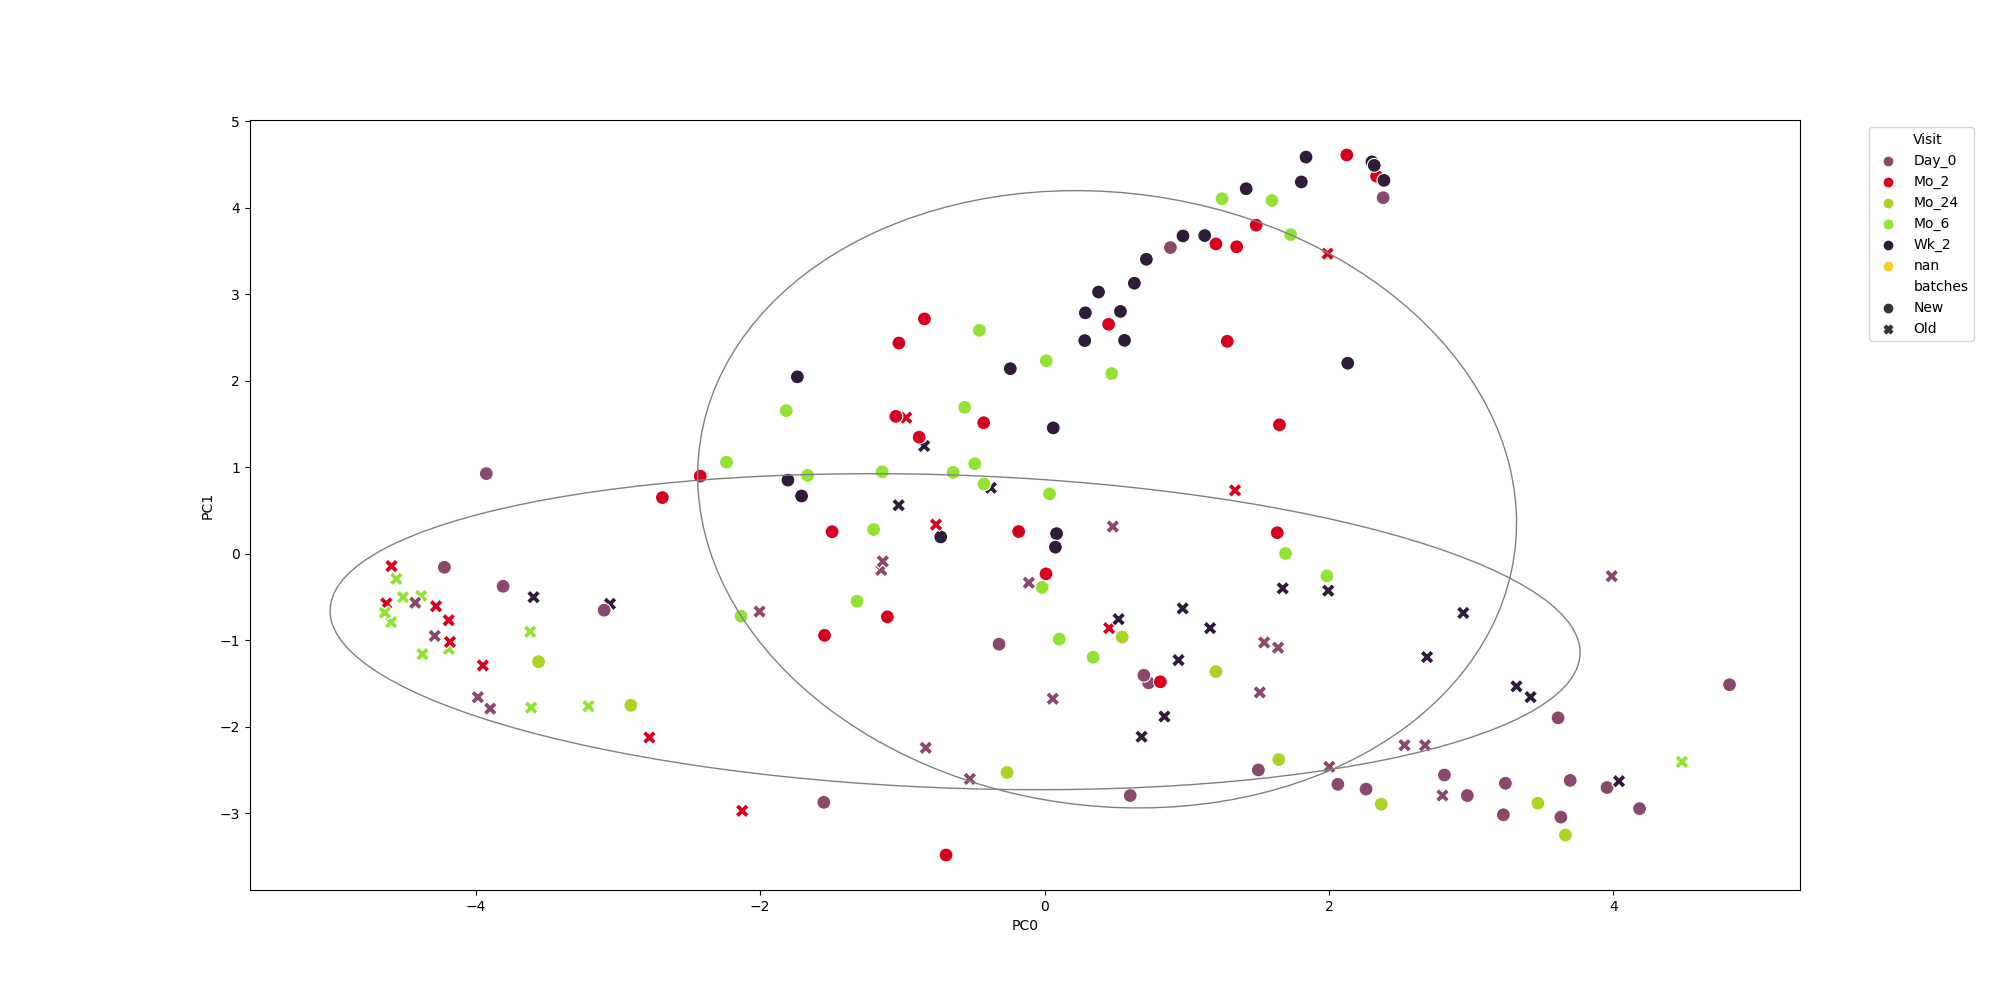 Visit
Day_0
Mo_2
Mo_24
Mo_6
Wk_2
nan
batches
New
Old
5
4
3
2
1
0
−1
−2
−3
PC1
−4 −2 0 2 4
PC0